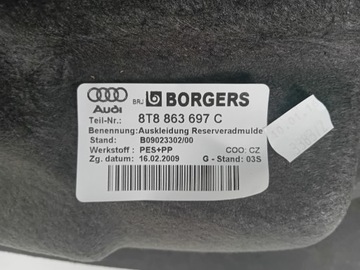 Audi BRJ BORGERS
Teil-Nr.: 8T8 863 697 C
Benennung: Auskleidung Reserveradmulde
Stand: B09023302/00
Werkstoff : PES+PP COO: CZ
Zg. datum: 16.02.2009 G - Stand: 03S